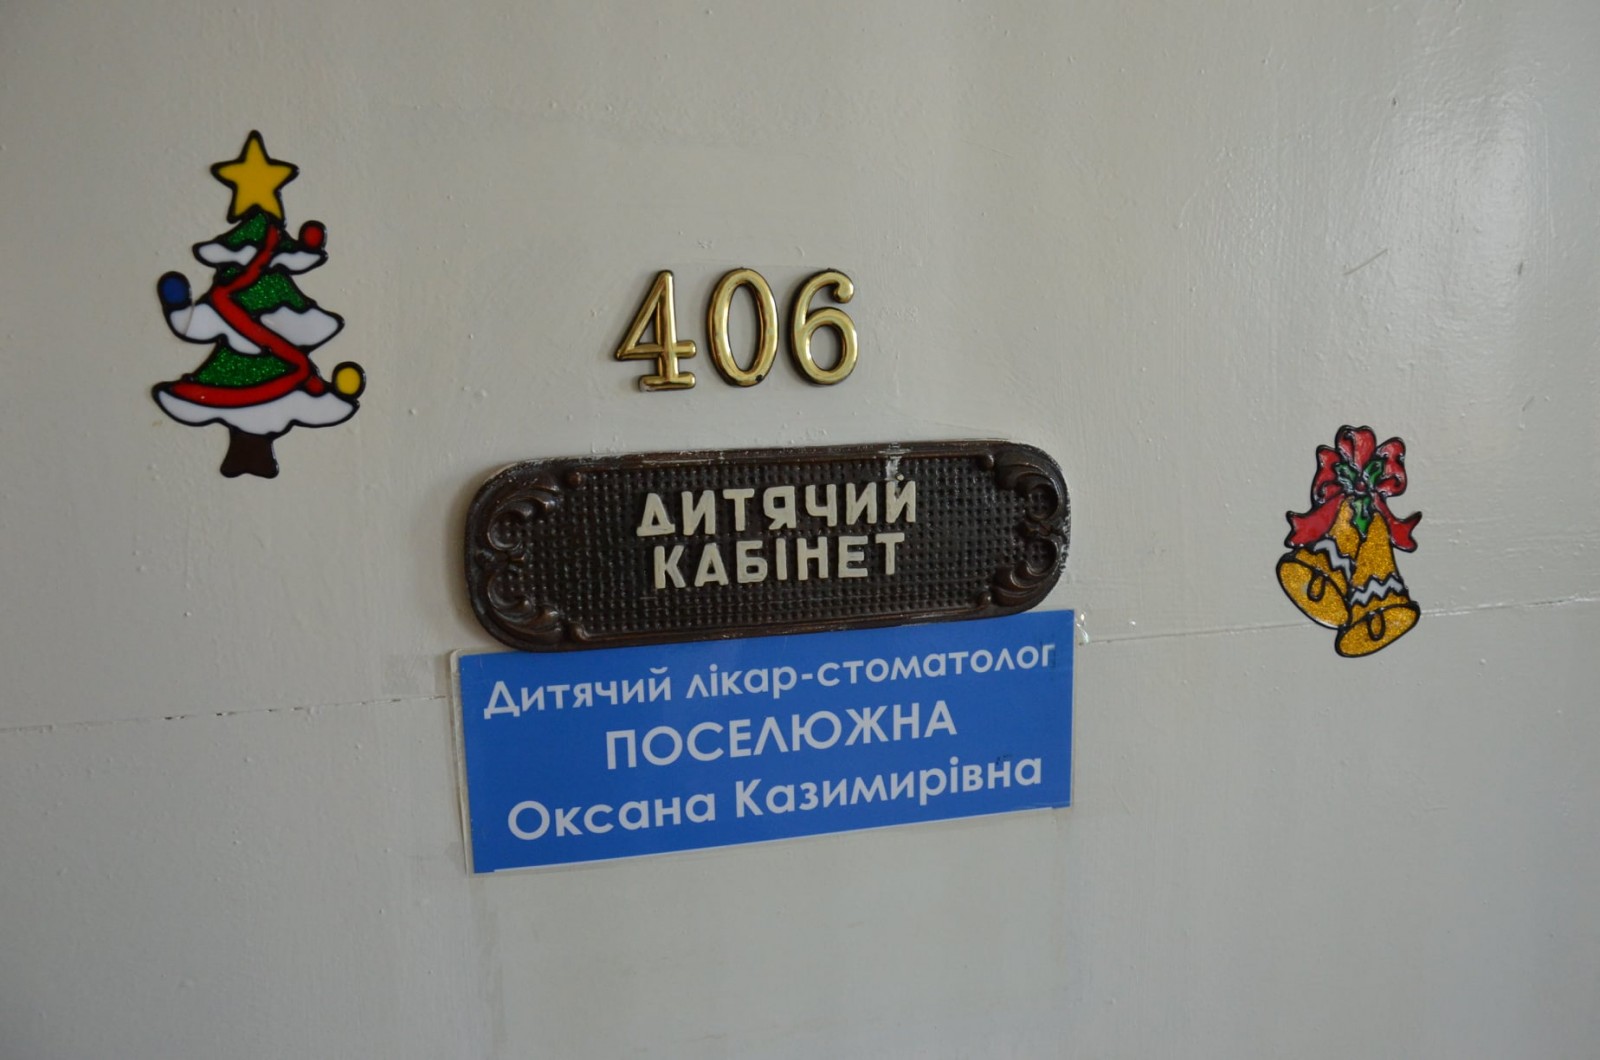 406
ДИТЯЧИЙ
КАБІНЕТ
Дитячий лікар-стоматолог
ПОСЕЛЮЖНА
Оксана Казимирівна